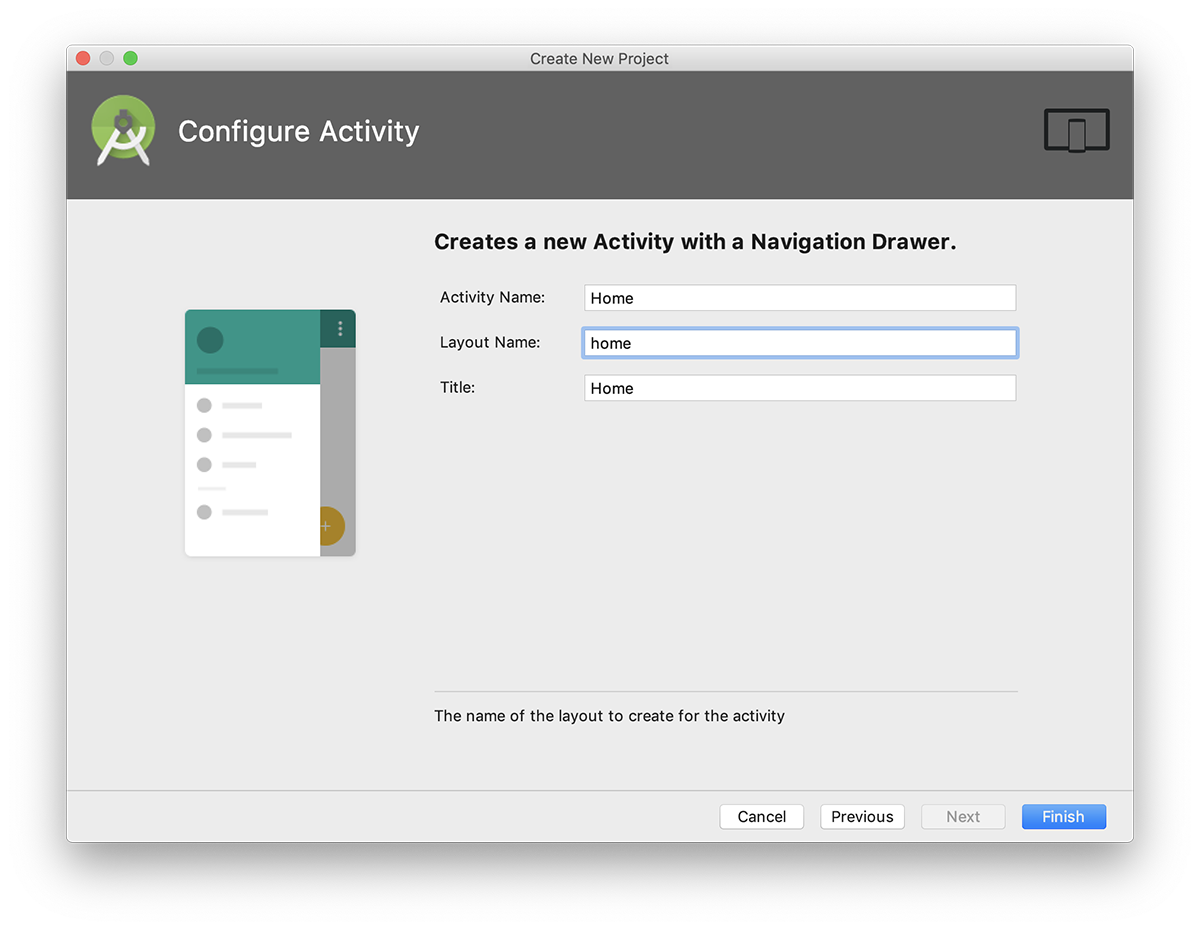 Create New Project
Configure Activity
Creates a new Activity with a Navigation Drawer.
Activity Name: Home
Layout Name: home
Title: Home
The name of the layout to create for the activity
Cancel Previous Next Finish